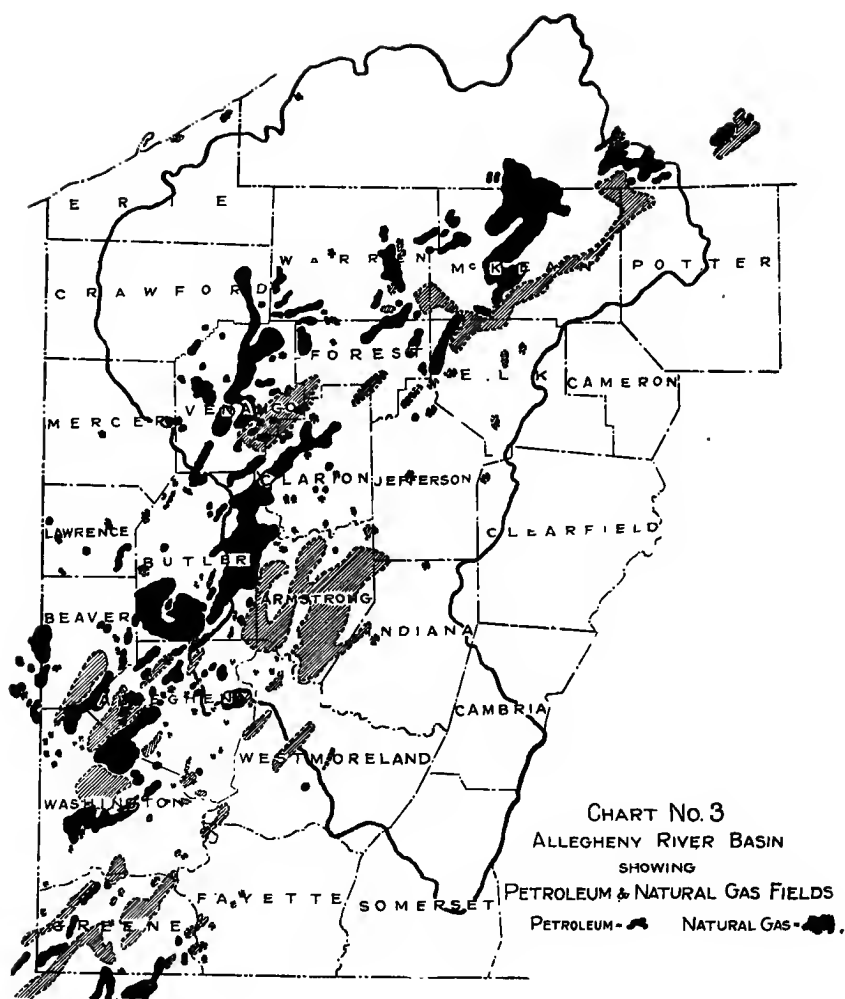 ERIE
WARREN
McKEAN
POTTER
CRAWFORD
FOREST
ELK
CAMERON
VENANGO
MERCER
CLARION
JEFFERSON
LAWRENCE
CLEARFIELD
BUTLER
ARMSTRONG
BEAVER
INDIANA
ALLEGHENY
CAMBRIA
WESTMORELAND
WASHINGTON
CHART NO. 3
ALLEGHENY RIVER BASIN
SHOWING
PETROLEUM & NATURAL GAS FIELDS
PETROLEUM- NATURAL GAS-
FAYETTE
SOMERSET
GREENE